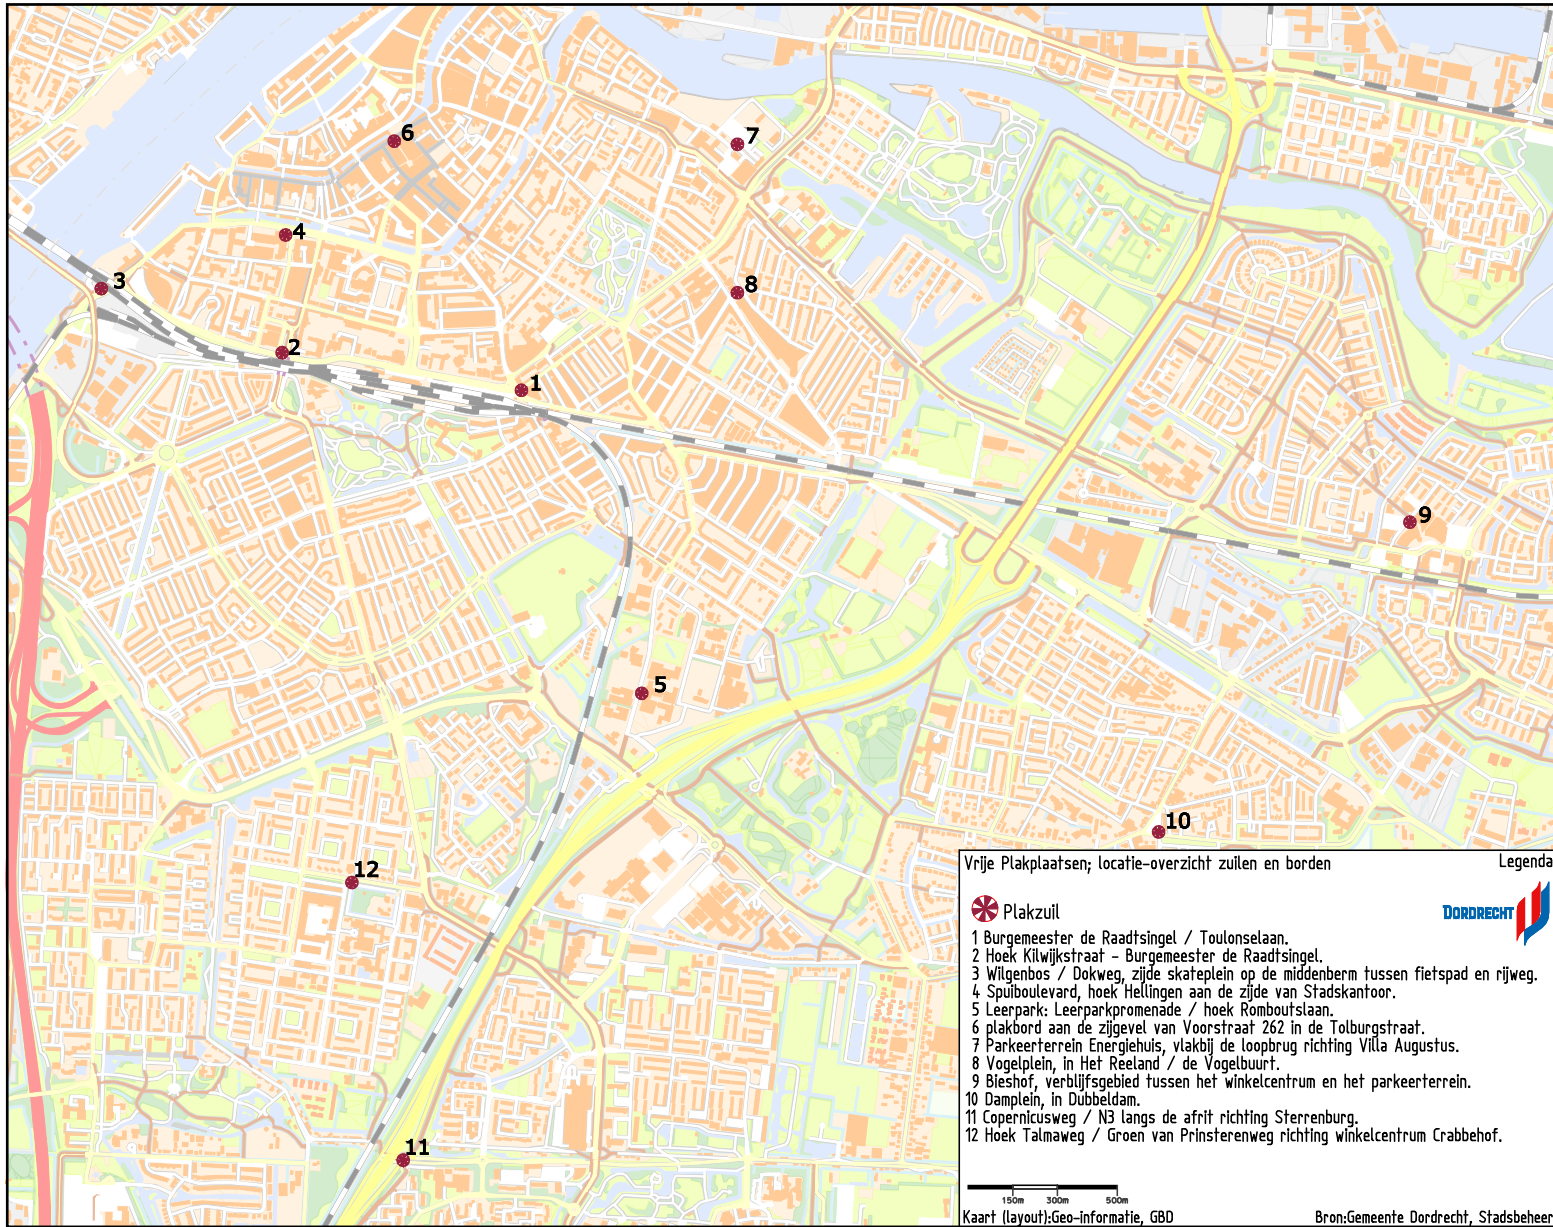 6
7
4
3
8
2
1
9
5
10
12
11
Vrije Plakplaatsen; locatie-overzicht zuilen en borden
Legenda
Plakzuil
DORDRECHT
1 Burgemeester de Raadtsingel / Toulonselaan.
2 Hoek Kilwijkstraat - Burgemeester de Raadtsingel.
3 Wilgenbos / Dokweg, zijde skateplein op de middenberm tussen fietspad en rijweg.
4 Spuiboulevard, hoek Hellingen aan de zijde van Stadskantoor.
5 Leerpark: Leerparkpromenade / hoek Romboutslaan.
6 plakbord aan de zijgevel van Voorstraat 262 in de Tolburgstraat.
7 Parkeerterrein Energiehuis, vlakbij de loopbrug richting Villa Augustus.
8 Vogelplein, in Het Reeland / de Vogelbuurt.
9 Bieshof, verblijfsgebied tussen het winkelcentrum en het parkeerterrein.
10 Damplein, in Dubbeldam.
11 Copernicusweg / N3 langs de afrit richting Sterrenburg.
12 Hoek Talmaweg / Groen van Prinsterenweg richting winkelcentrum Crabbehof.
150m 300m 500m
Kaart (layout):Geo-informatie, GBD
Bron:Gemeente Dordrecht, Stadsbeheer